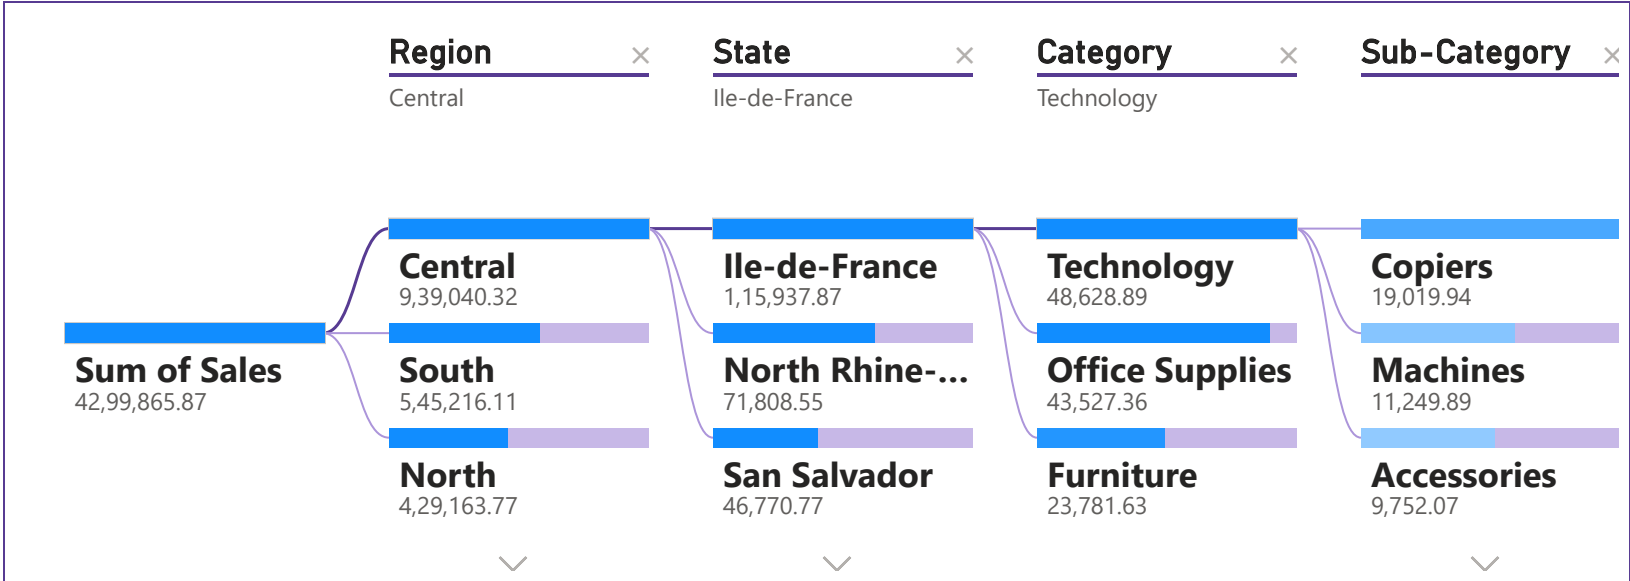 Region
State
Category
Sub-Category
Central
Ile-de-France
Technology
Central
9,39,040.32
Ile-de-France
1,15,937.87
Technology
48,628.89
Copiers
19,019.94
Sum of Sales
42,99,865.87
South
5,45,216.11
North Rhine-...
71,808.55
Office Supplies
43,527.36
Machines
11,249.89
North
4,29,163.77
San Salvador
46,770.77
Furniture
23,781.63
Accessories
9,752.07